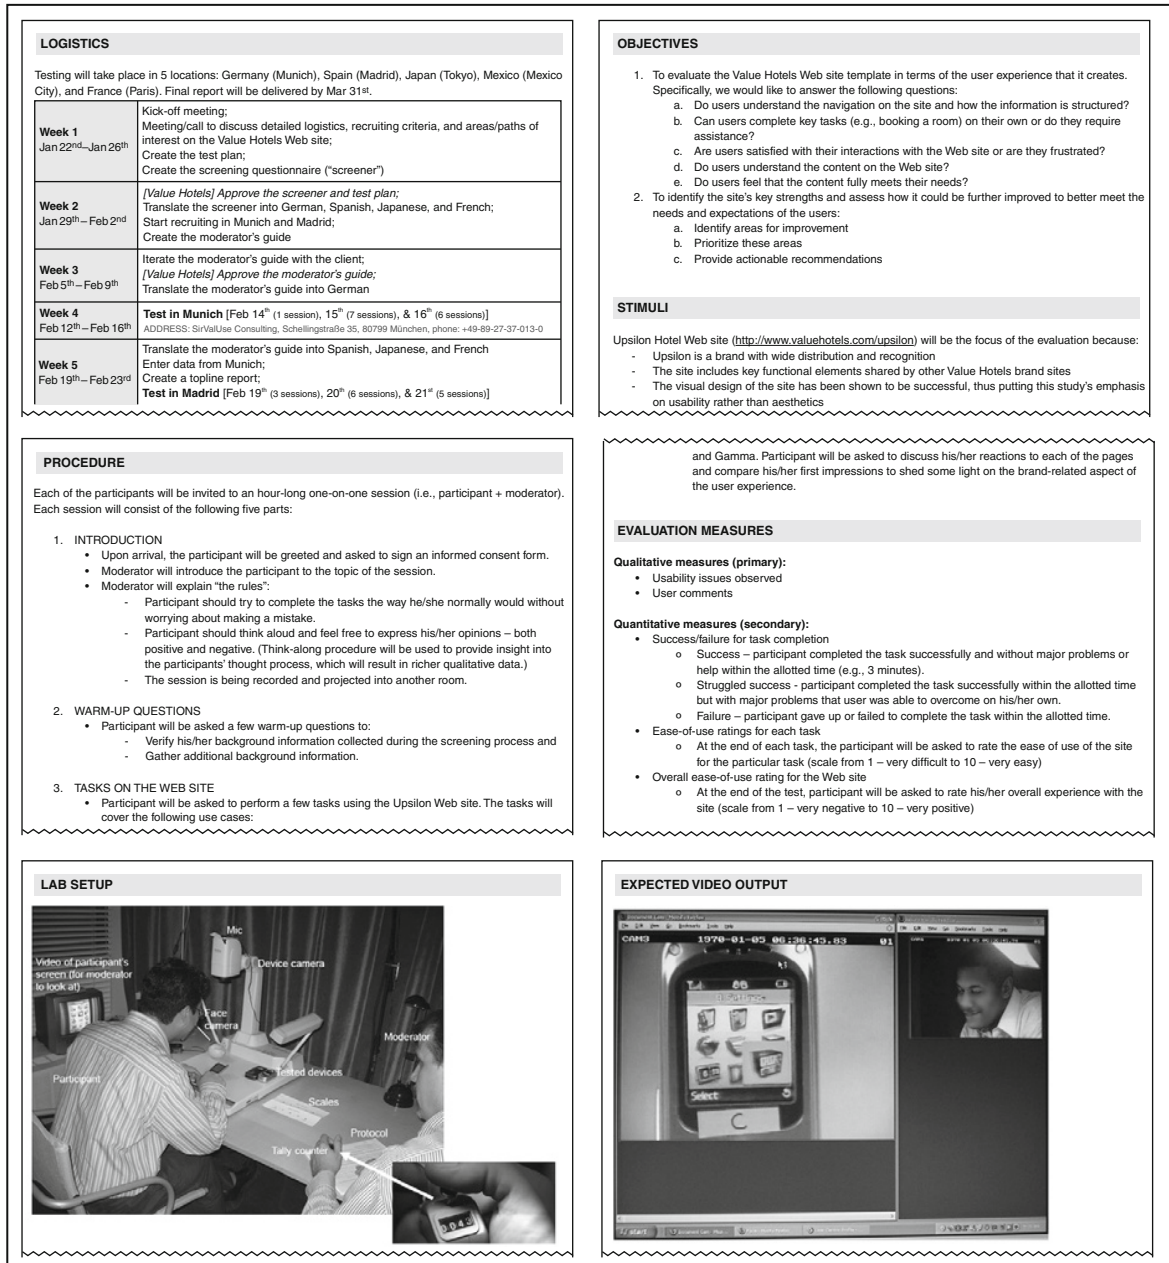 LOGISTICS
Testing will take place in 5 locations: Germany (Munich), Spain (Madrid), Japan (Tokyo), Mexico (Mexico
City), and France (Paris). Final report will be delivered by Mar 31st.
Week 1
Jan 22nd–Jan 26th
Kick-off meeting;
Meeting/call to discuss detailed logistics, recruiting criteria, and areas/paths of
interest on the Value Hotels Web site;
Create the test plan;
Create the screening questionnaire (“screener”)
Week 2
Jan 29th–Feb 2nd
[Value Hotels] Approve the screener and test plan;
Translate the screener into German, Spanish, Japanese, and French;
Start recruiting in Munich and Madrid;
Create the moderator's guide
Week 3
Feb 5th–Feb 9th
Iterate the moderator's guide with the client;
[Value Hotels] Approve the moderator's guide;
Translate the moderator's guide into German
Week 4
Feb 12th–Feb 16th
Test in Munich [Feb 14th (1 session), 15th (7 sessions), & 16th (6 sessions)]
ADDRESS: SirValUse Consulting, Schellingstraße 35, 80799 München, phone: +49-89-27-37-013-0
Week 5
Feb 19th–Feb 23rd
Translate the moderator's guide into Spanish, Japanese, and French
Enter data from Munich;
Create a topline report;
Test in Madrid [Feb 19th (3 sessions), 20th (6 sessions), & 21st (5 sessions)]
OBJECTIVES
1. To evaluate the Value Hotels Web site template in terms of the user experience that it creates.
Specifically, we would like to answer the following questions:
a. Do users understand the navigation on the site and how the information is structured?
b. Can users complete key tasks (e.g., booking a room) on their own or do they require
assistance?
c. Are users satisfied with their interactions with the Web site or are they frustrated?
d. Do users understand the content on the Web site?
e. Do users feel that the content fully meets their needs?
2. To identify the site's key strengths and assess how it could be further improved to better meet the
needs and expectations of the users:
a. Identify areas for improvement
b. Prioritize these areas
c. Provide actionable recommendations
STIMULI
Upsilon Hotel Web site (http://www.valuehotels.com/upsilon) will be the focus of the evaluation because:
- Upsilon is a brand with wide distribution and recognition
- The site includes key functional elements shared by other Value Hotels brand sites
- The visual design of the site has been shown to be successful, thus putting this study's emphasis
on usability rather than aesthetics
PROCEDURE
Each of the participants will be invited to an hour-long one-on-one session (i.e., participant + moderator).
Each session will consist of the following five parts:
1. INTRODUCTION
• Upon arrival, the participant will be greeted and asked to sign an informed consent form.
• Moderator will introduce the participant to the topic of the session.
• Moderator will explain “the rules”:
- Participant should try to complete the tasks the way he/she normally would without
worrying about making a mistake.
- Participant should think aloud and feel free to express his/her opinions – both
positive and negative. (Think-along procedure will be used to provide insight into
the participants' thought process, which will result in richer qualitative data.)
- The session is being recorded and projected into another room.
2. WARM-UP QUESTIONS
• Participant will be asked a few warm-up questions to:
- Verify his/her background information collected during the screening process and
- Gather additional background information.
3. TASKS ON THE WEB SITE
• Participant will be asked to perform a few tasks using the Upsilon Web site. The tasks will
cover the following use cases:
and Gamma. Participant will be asked to discuss his/her reactions to each of the pages
and compare his/her first impressions to shed some light on the brand-related aspect of
the user experience.
EVALUATION MEASURES
Qualitative measures (primary):
• Usability issues observed
• User comments
Quantitative measures (secondary):
• Success/failure for task completion
o Success – participant completed the task successfully and without major problems or
help within the allotted time (e.g., 3 minutes).
o Struggled success - participant completed the task successfully within the allotted time
but with major problems that user was able to overcome on his/her own.
o Failure – participant gave up or failed to complete the task within the allotted time.
• Ease-of-use ratings for each task
o At the end of each task, the participant will be asked to rate the ease of use of the site
for the particular task (scale from 1 – very difficult to 10 – very easy)
• Overall ease-of-use rating for the Web site
o At the end of the test, participant will be asked to rate his/her overall experience with the
site (scale from 1 – very negative to 10 – very positive)
LAB SETUP
Mic
Video of participant's
screen (for moderator
to look at)
Device camera
Face
camera
Moderator
Participant
Tested devices
Scales
Protocol
Tally counter
EXPECTED VIDEO OUTPUT
CAM3 1970-01-05 06:36:45.83 01
Select
C
start